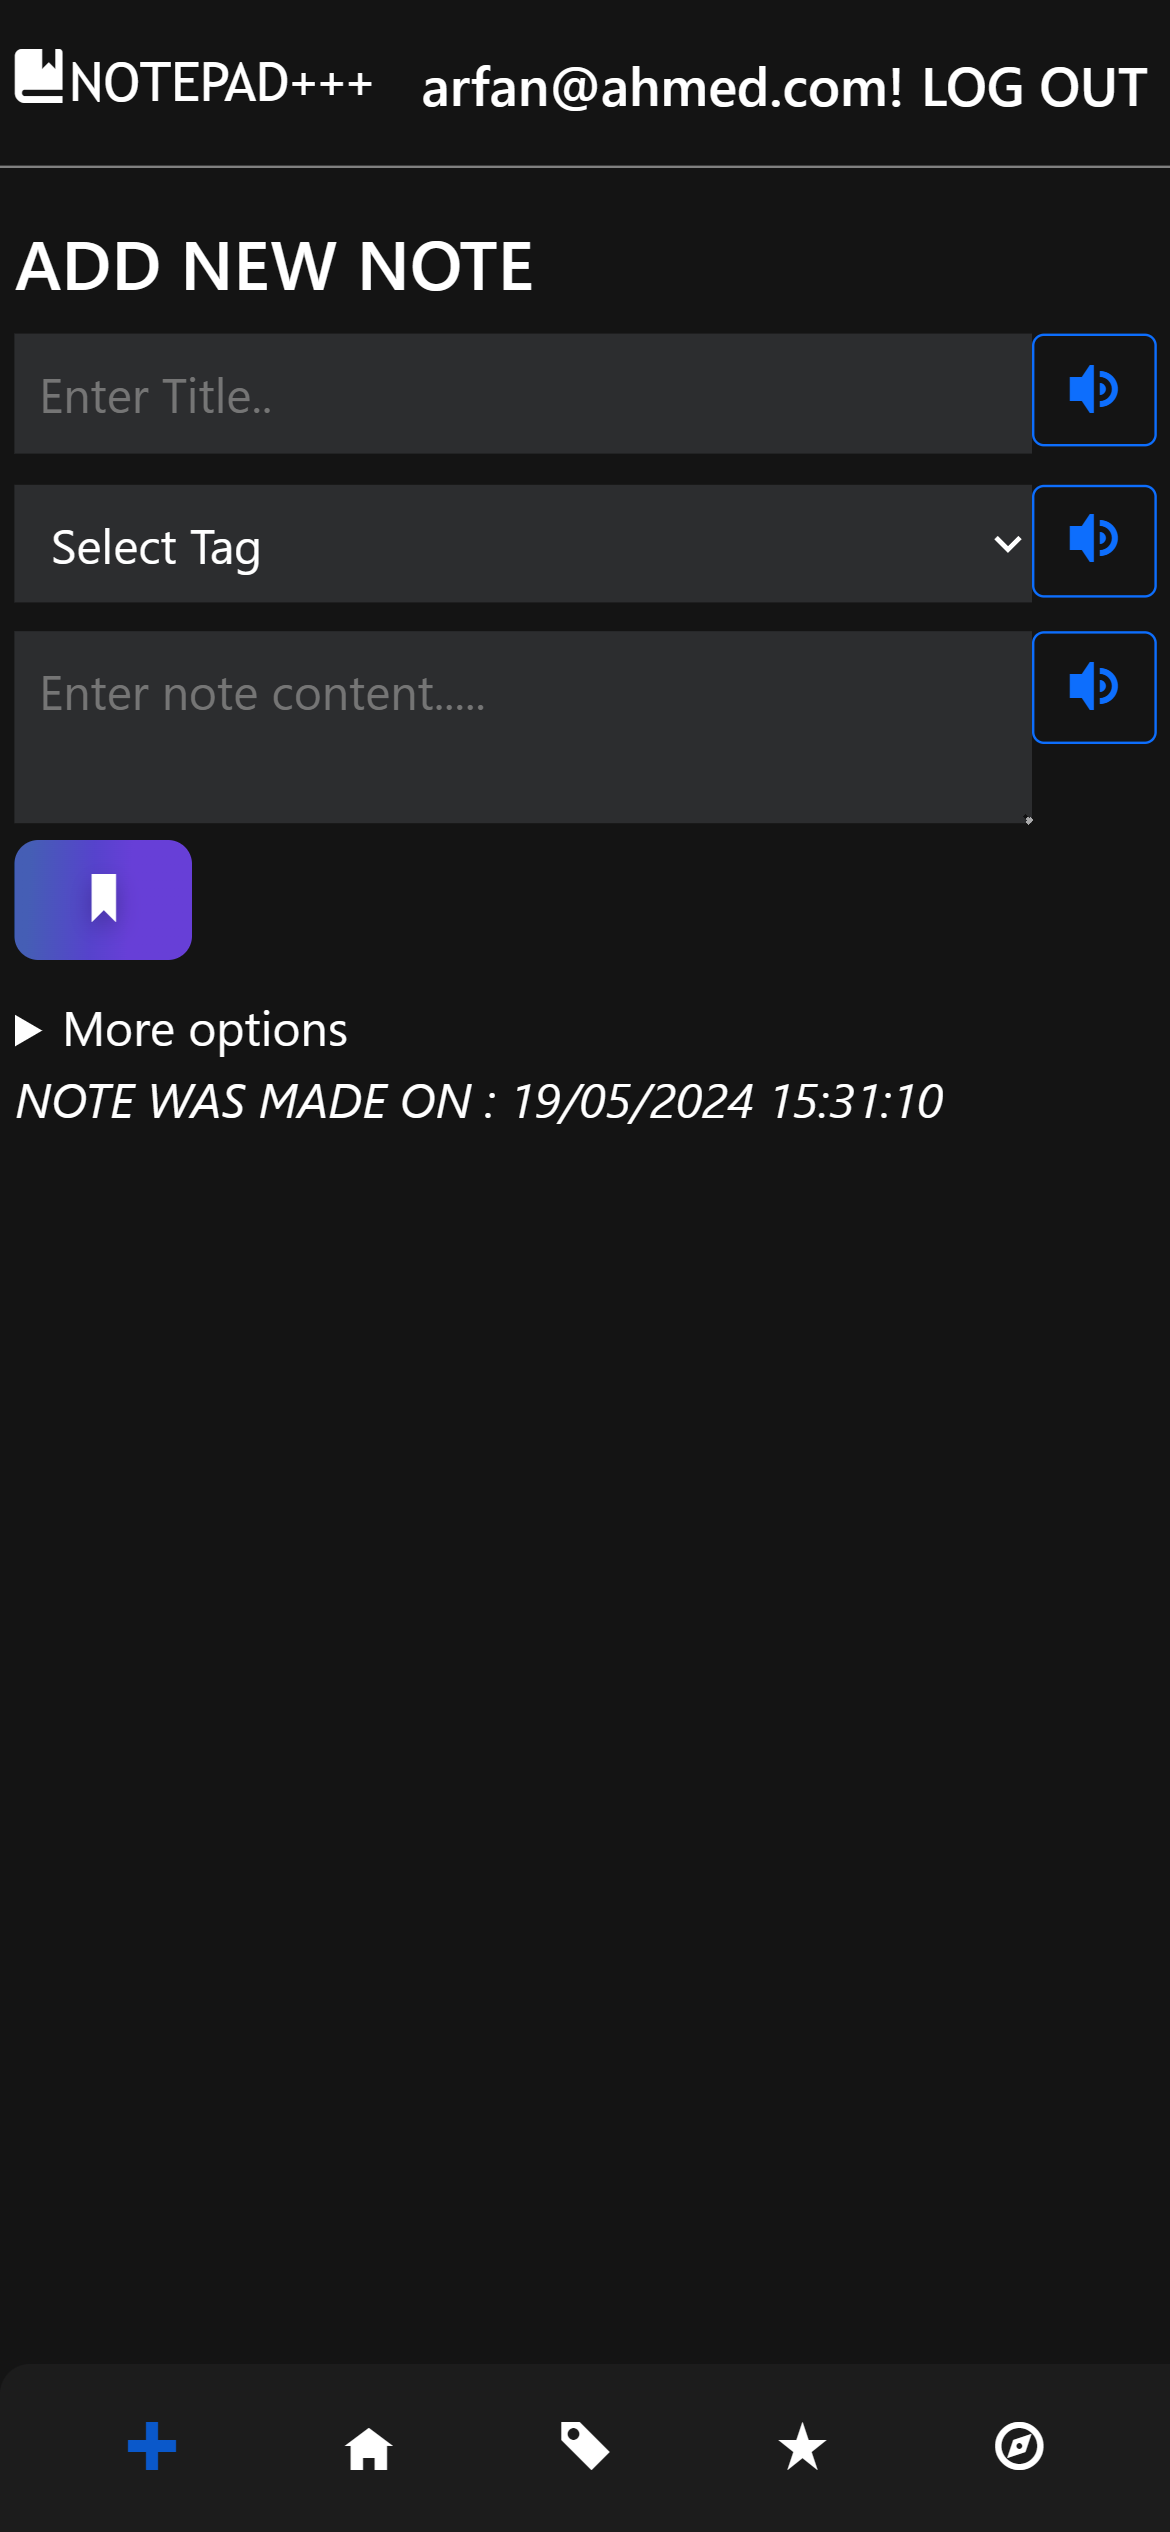 NOTEPAD+++ arfan@ahmed.com! LOG OUT
ADD NEW NOTE
Enter Title..
Select Tag
Enter note content.....
More options
NOTE WAS MADE ON : 19/05/2024 15:31:10